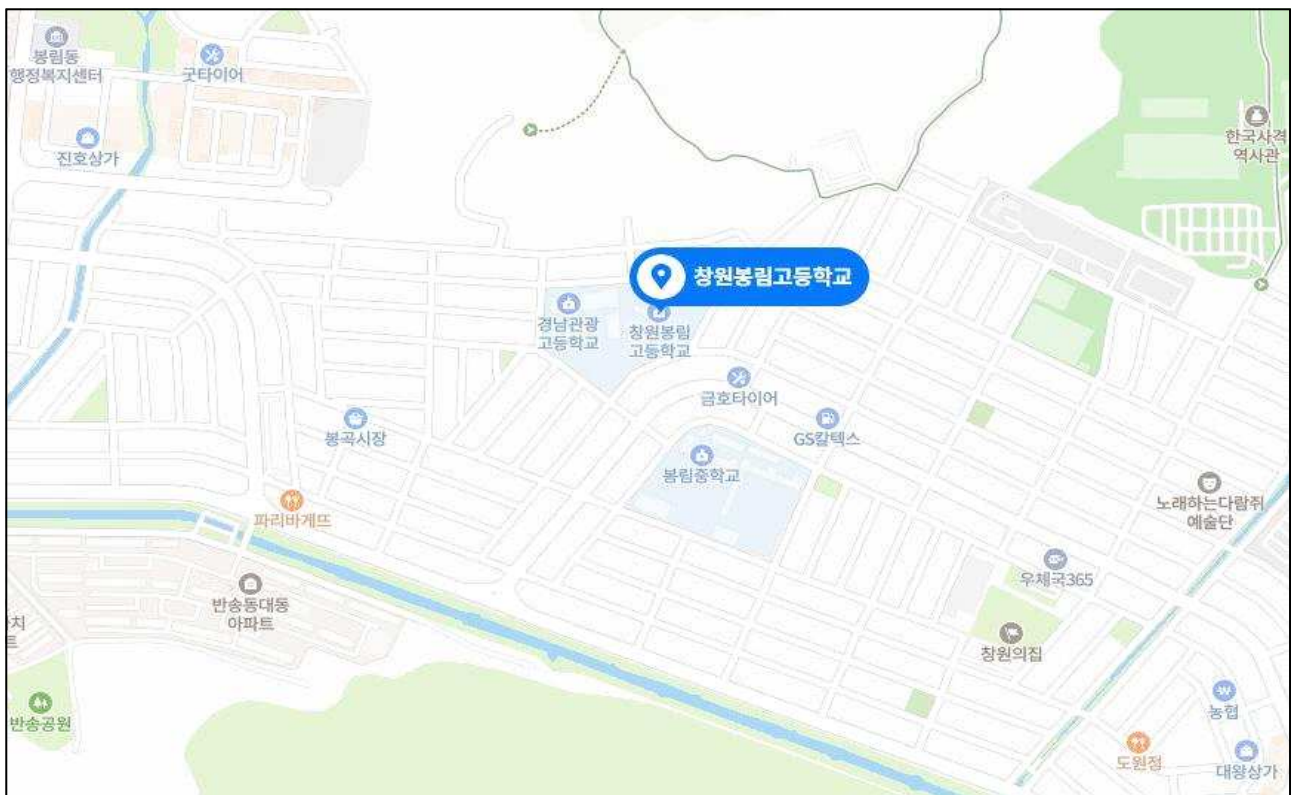 봉림동
행정복지센터
굿타이어
진호상가
한국사격
역사관
창원봉림고등학교
경남관광
고등학교
창원봉림
고등학교
금호타이어
봉곡시장
GS칼텍스
봉림중학교
파리바게뜨
노래하는다람쥐
예술단
우체국365
반송동대동
아파트
치
트
창원의집
반송공원
농협
도원정
대왕상가